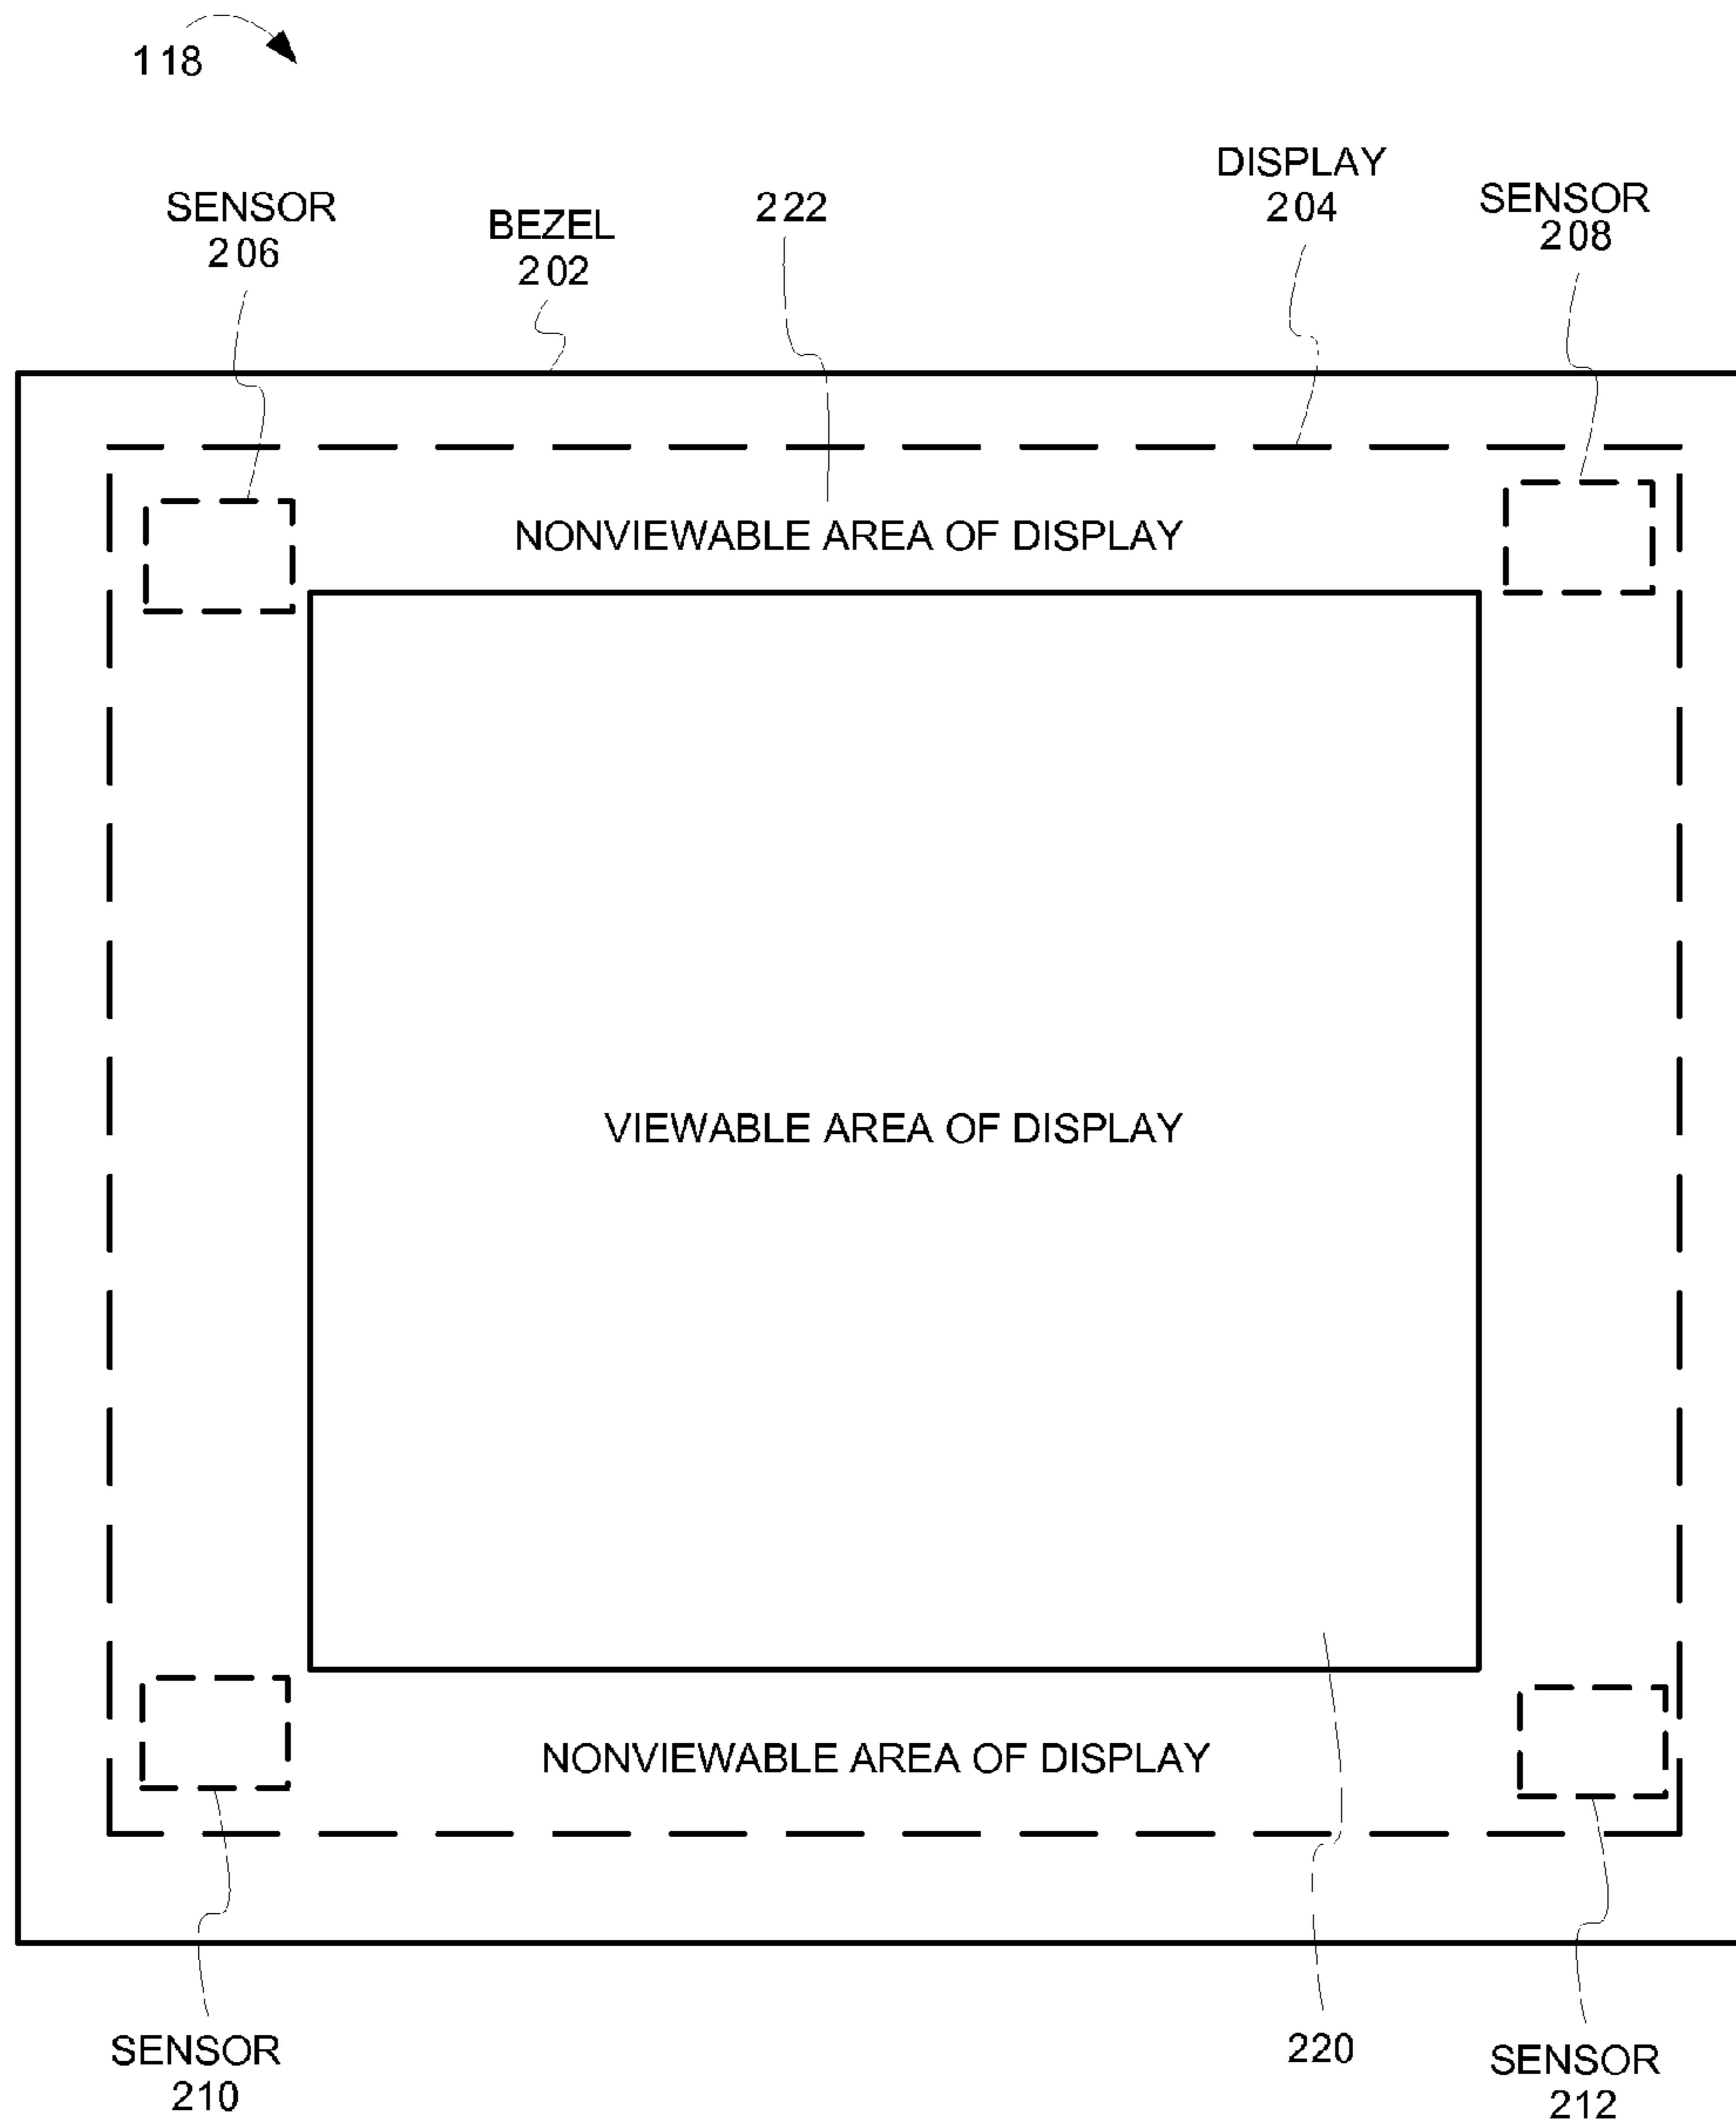 118
SENSOR
206
BEZEL
202
222
DISPLAY
204
SENSOR
208
NONVIEWABLE AREA OF DISPLAY
VIEWABLE AREA OF DISPLAY
NONVIEWABLE AREA OF DISPLAY
SENSOR
210
220
SENSOR
212